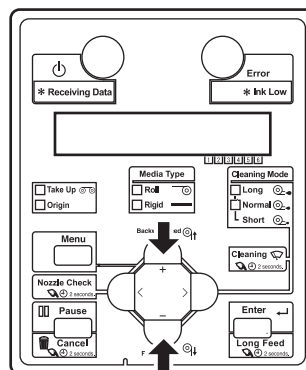 Error
* Receiving Data
* Ink Low
1 2 3 4 5 6
Media Type
Cleaning Mode
Take Up
Roll
Long
Origin
Rigid
Normal
Short
Menu
Cleaning
2 seconds.
+
Nozzle Check
2 seconds.
< >
Pause
Enter
−
Cancel
2 seconds.
Long Feed
2 seconds.
F